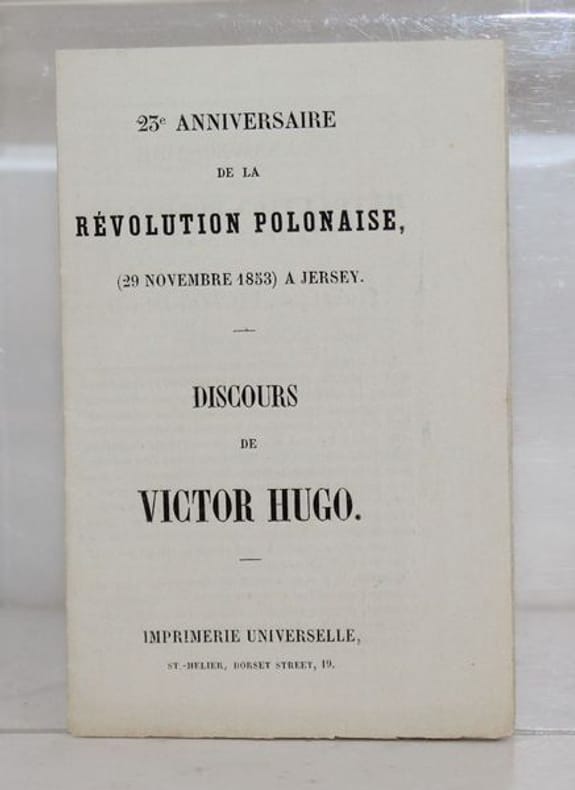 23e ANNIVERSAIRE
DE LA
RÉVOLUTION POLONAISE,
(29 NOVEMBRE 1853) A JERSEY.
DISCOURS
DE
VICTOR HUGO.
IMPRIMERIE UNIVERSELLE,
ST.-HELIER, DORSET STREET, 19.